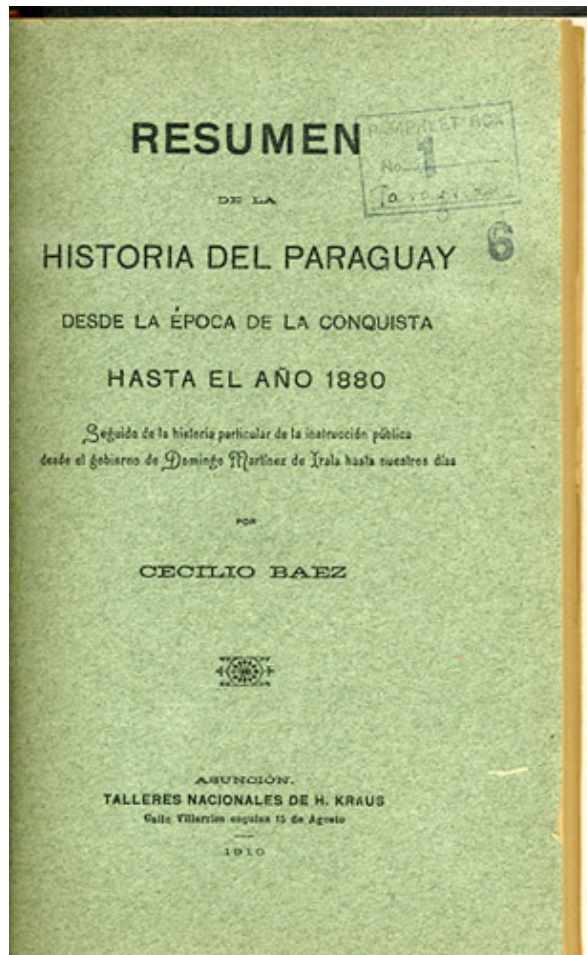 RESUMEN
DE LA
HISTORIA DEL PARAGUAY
DESDE LA ÉPOCA DE LA CONQUISTA
HASTA EL AÑO 1880
Seguido de la historia particular de la instrucción pública
desde el gobierno de Domingo Martínez de Irala hasta nuestros días
POR
CECILIO BAEZ
ASUNCIÓN.
TALLERES NACIONALES DE H. KRAUS
Calle Villarrica esquina 15 de Agosto
1910
PAMPHLET BOX
No. 1
Paraguay
6